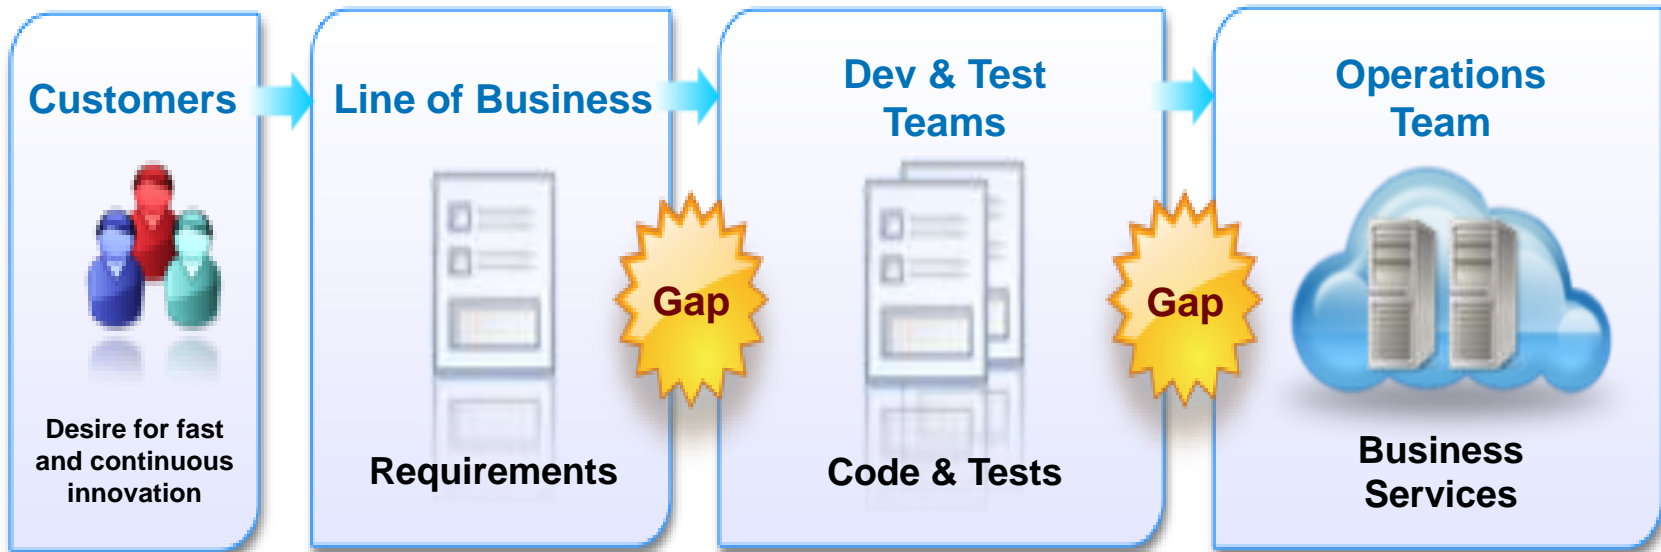 Customers
Desire for fast
and continuous
innovation
Line of Business
Requirements
Gap
Dev & Test
Teams
Code & Tests
Gap
Operations
Team
Business
Services